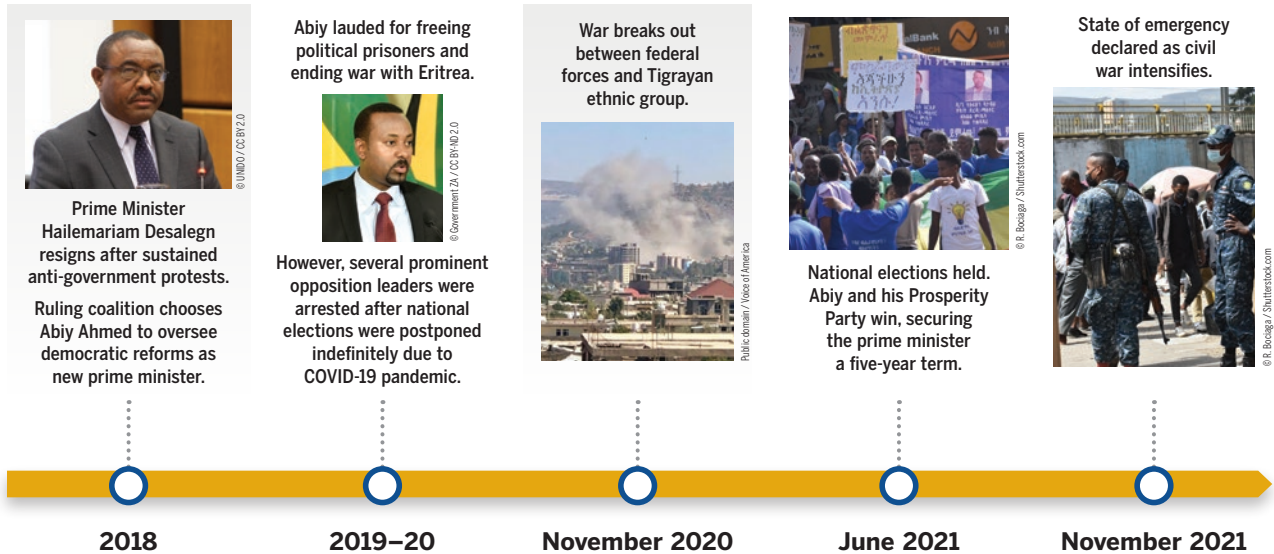 Prime Minister
Hailemariam Desalegn
resigns after sustained
anti-government protests.
Ruling coalition chooses
Abiy Ahmed to oversee
democratic reforms as
new prime minister.
© UNIDO / CC BY 2.0
2018
Abiy lauded for freeing
political prisoners and
ending war with Eritrea.
© Government ZA / CC BY-ND 2.0
However, several prominent
opposition leaders were
arrested after national
elections were postponed
indefinitely due to
COVID-19 pandemic.
2019–20
War breaks out
between federal
forces and Tigrayan
ethnic group.
Public domain / Voice of America
November 2020
© R. Bociaga / Shutterstock.com
National elections held.
Abiy and his Prosperity
Party win, securing
the prime minister
a five-year term.
June 2021
State of emergency
declared as civil
war intensifies.
© R. Bociaga / Shutterstock.com
November 2021